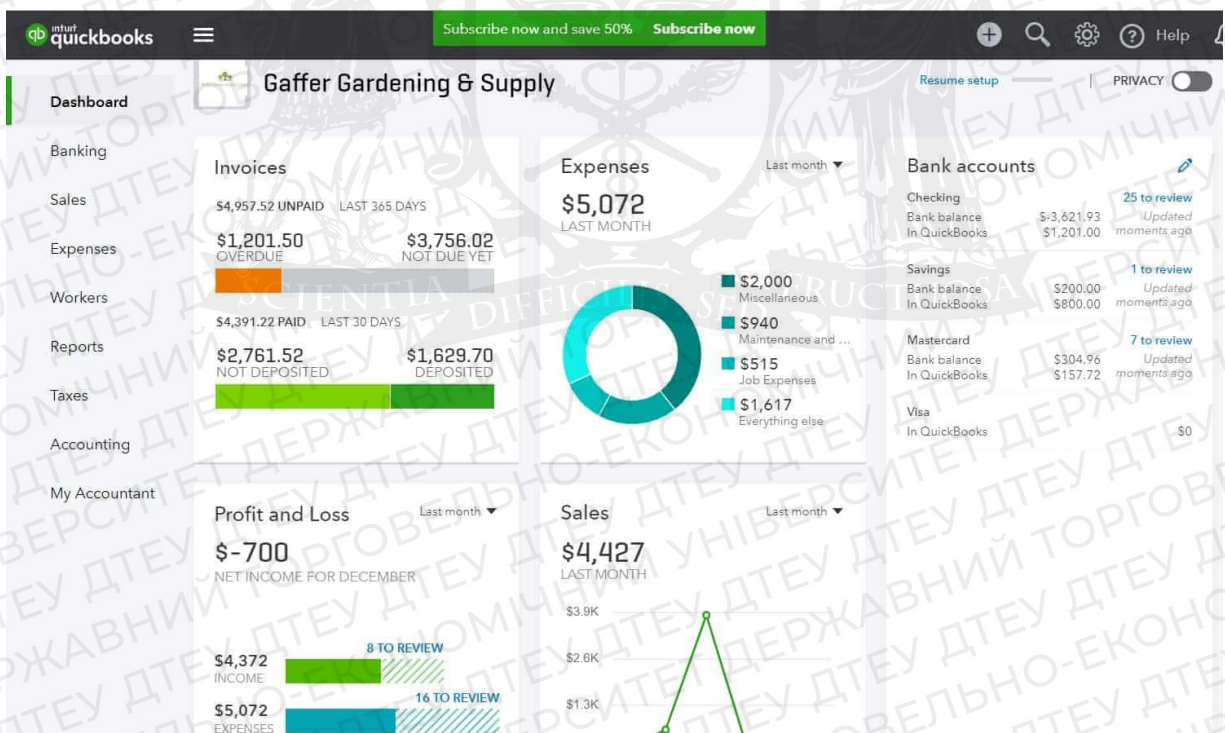 intuit
quickbooks
Subscribe now and save 50% Subscribe now
Help
Gaffer Gardening & Supply
Resume setup
PRIVACY
Dashboard
Banking
Sales
Expenses
Workers
Reports
Taxes
Accounting
My Accountant
Invoices
$4,957.52 UNPAID LAST 365 DAYS
$1,201.50 $3,756.02
OVERDUE NOT DUE YET
$4,391.22 PAID LAST 30 DAYS
$2,761.52 $1,629.70
NOT DEPOSITED DEPOSITED
Expenses Last month
$5,072
LAST MONTH
$2,000
Miscellaneous
$940
Maintenance and ...
$515
Job Expenses
$1,617
Everything else
Bank accounts
Checking 25 to review
Bank balance $-3,621.93 Updated
In QuickBooks $1,201.00 moments ago
Savings 1 to review
Bank balance $200.00 Updated
In QuickBooks $800.00 moments ago
Mastercard 7 to review
Bank balance $304.96 Updated
In QuickBooks $157.72 moments ago
Visa
In QuickBooks $0
Profit and Loss Last month
$-700
NET INCOME FOR DECEMBER
8 TO REVIEW
$4,372
INCOME
16 TO REVIEW
$5,072
EXPENSES
Sales Last month
$4,427
LAST MONTH
$3.9K
$2.6K
$1.3K
SCIENTIA DIFFICILIS SED FRUCTUOSA